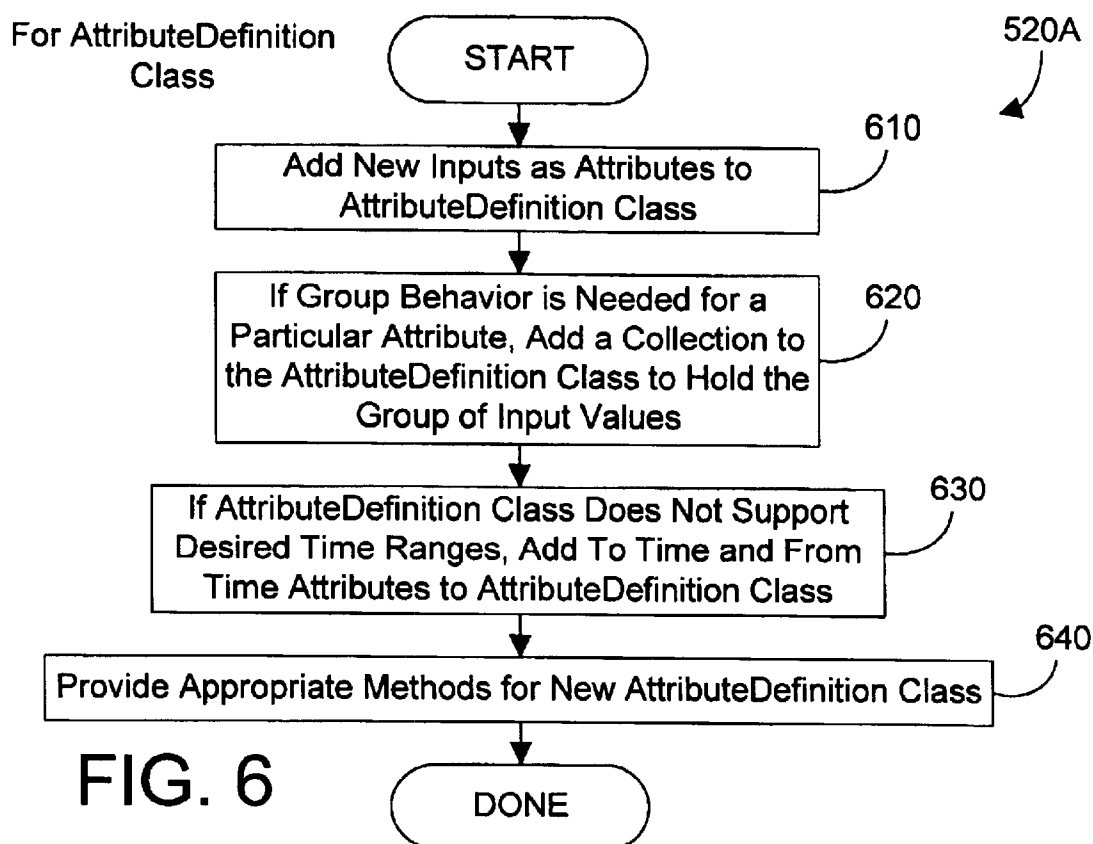 For AttributeDefinition
Class
START
520A
610
Add New Inputs as Attributes to
AttributeDefinition Class
620
If Group Behavior is Needed for a
Particular Attribute, Add a Collection to
the AttributeDefinition Class to Hold the
Group of Input Values
630
If AttributeDefinition Class Does Not Support
Desired Time Ranges, Add To Time and From
Time Attributes to AttributeDefinition Class
640
Provide Appropriate Methods for New AttributeDefinition Class
FIG. 6
DONE